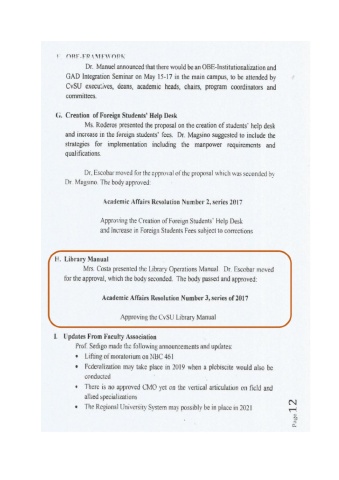 OBE-FRAMEWORK
Dr. Manuel announced that there would be an OBE-Institutionalization and
GAD Integration Seminar on May 15-17 in the main campus, to be attended by
CvSU executives, deans, academic heads, chairs, program coordinators and
committees.
G. Creation of Foreign Students' Help Desk
Ms. Roderos presented the proposal on the creation of students' help desk
and increase in the foreign students' fees. Dr. Magsino suggested to include the
strategies for implementation including the manpower requirements and
qualifications.
Dr, Escobar moved for the approval of the proposal which was seconded by
Dr. Magsino. The body approved:
Academic Affairs Resolution Number 2, series 2017
Approving the Creation of Foreign Students' Help Desk
and increase in Foreign Students Fees subject to corrections
H. Library Manual
Mrs. Costa presented the Library Operations Manual. Dr. Escobar moved
for the approval, which the body seconded. The body passed and approved:
Academic Affairs Resolution Number 3, series of 2017
Approving the CvSU Library Manual
I. Updates From Faculty Association
Prof. made the following announcements and updates:
• Lifting of moratorium on NBC 461
• Federalization may take place in 2019 when a plebiscite would also be
conducted
• There is no approved CMO yet on the vertical articulation on field and
allied specializations
• The Regional University System may possibly be in place in 2021
Page 12